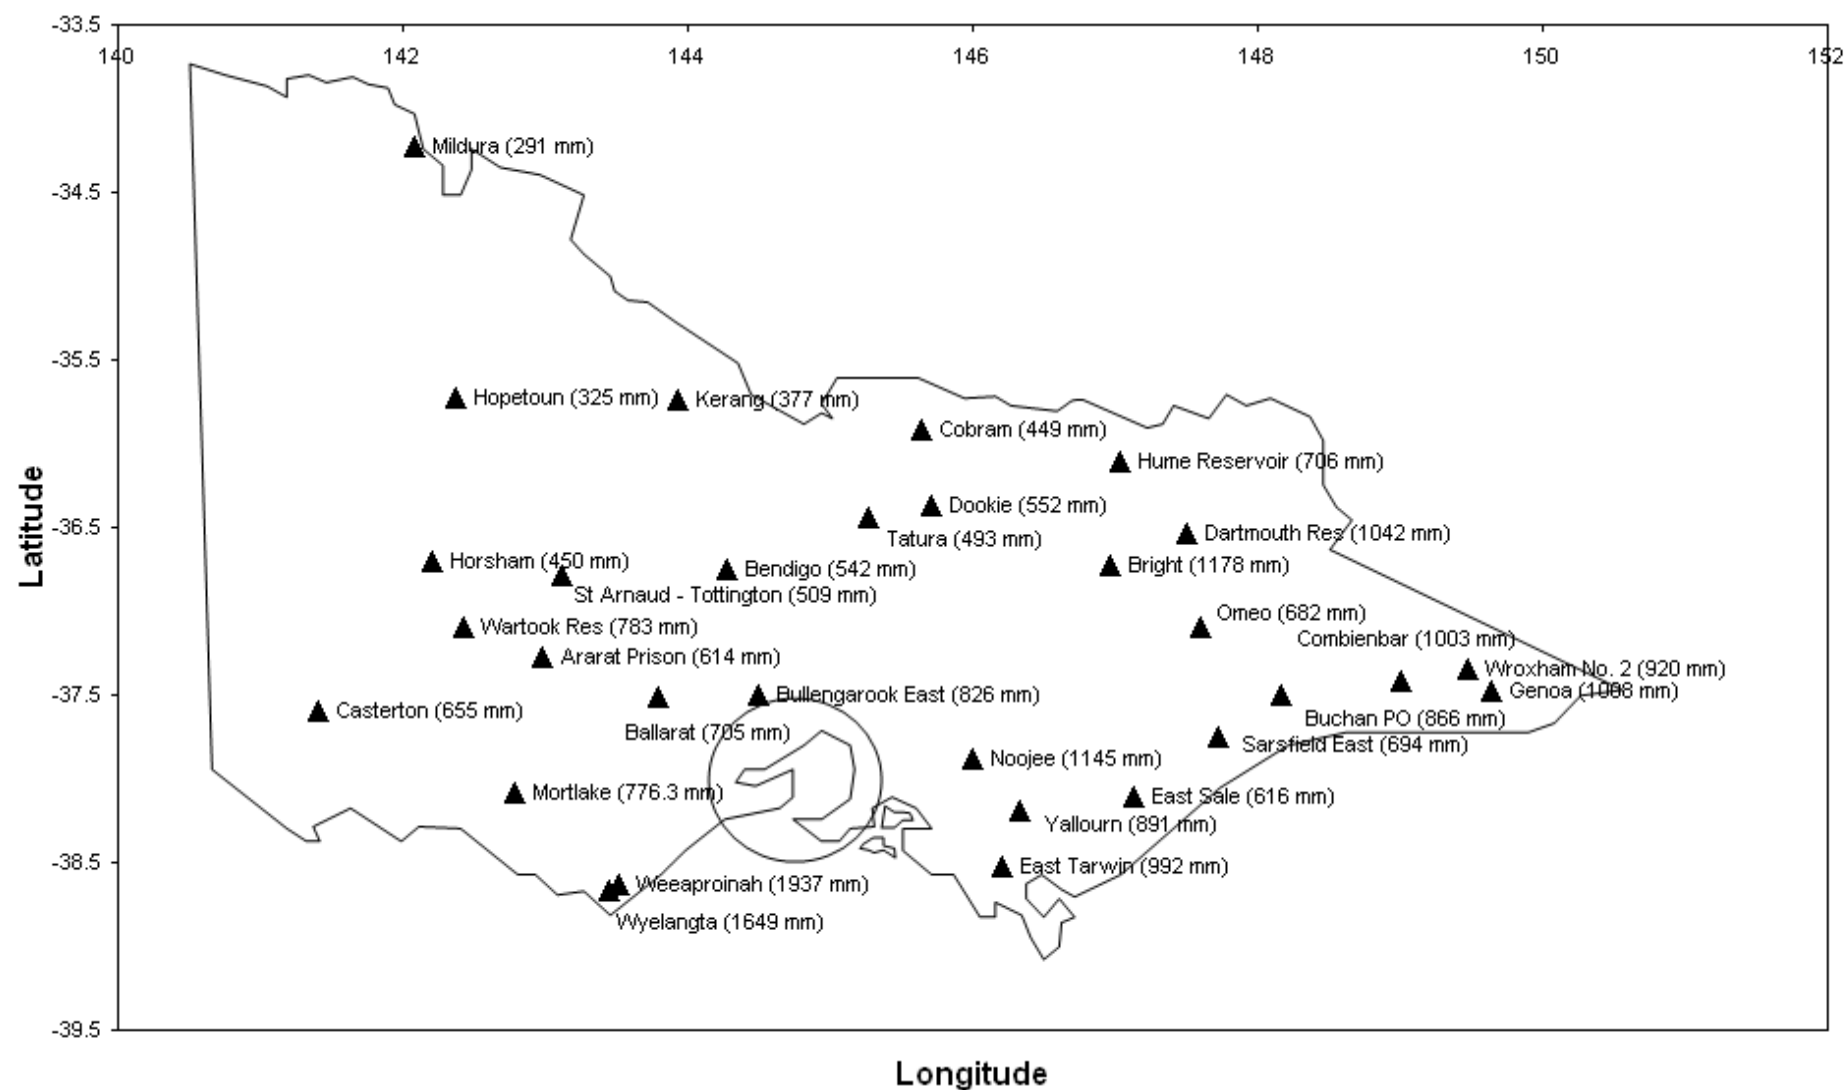 -33.5
140
142
144
146
148
150
152
Mildura (291 mm)
-34.5
-35.5
Hopetoun (325 mm)
Kerang (377 mm)
Cobram (449 mm)
Hume Reservoir (706 mm)
Latitude
-36.5
Dookie (552 mm)
Tatura (493 mm)
Dartmouth Res (1042 mm)
Horsham (450 mm)
Bendigo (542 mm)
Bright (1178 mm)
St Arnaud - Tottington (509 mm)
Omeo (682 mm)
Wartook Res (783 mm)
Combienbar (1003 mm)
Ararat Prison (614 mm)
Wroxham No. 2 (920 mm)
-37.5
Bullengarook East (826 mm)
Genoa (1008 mm)
Casterton (655 mm)
Buchan PO (866 mm)
Ballarat (705 mm)
Sarsfield East (694 mm)
Noojee (1145 mm)
Mortlake (776.3 mm)
East Sale (616 mm)
Yallourn (891 mm)
-38.5
East Tarwin (992 mm)
Weeaproinah (1937 mm)
Wyelangta (1649 mm)
-39.5
Longitude